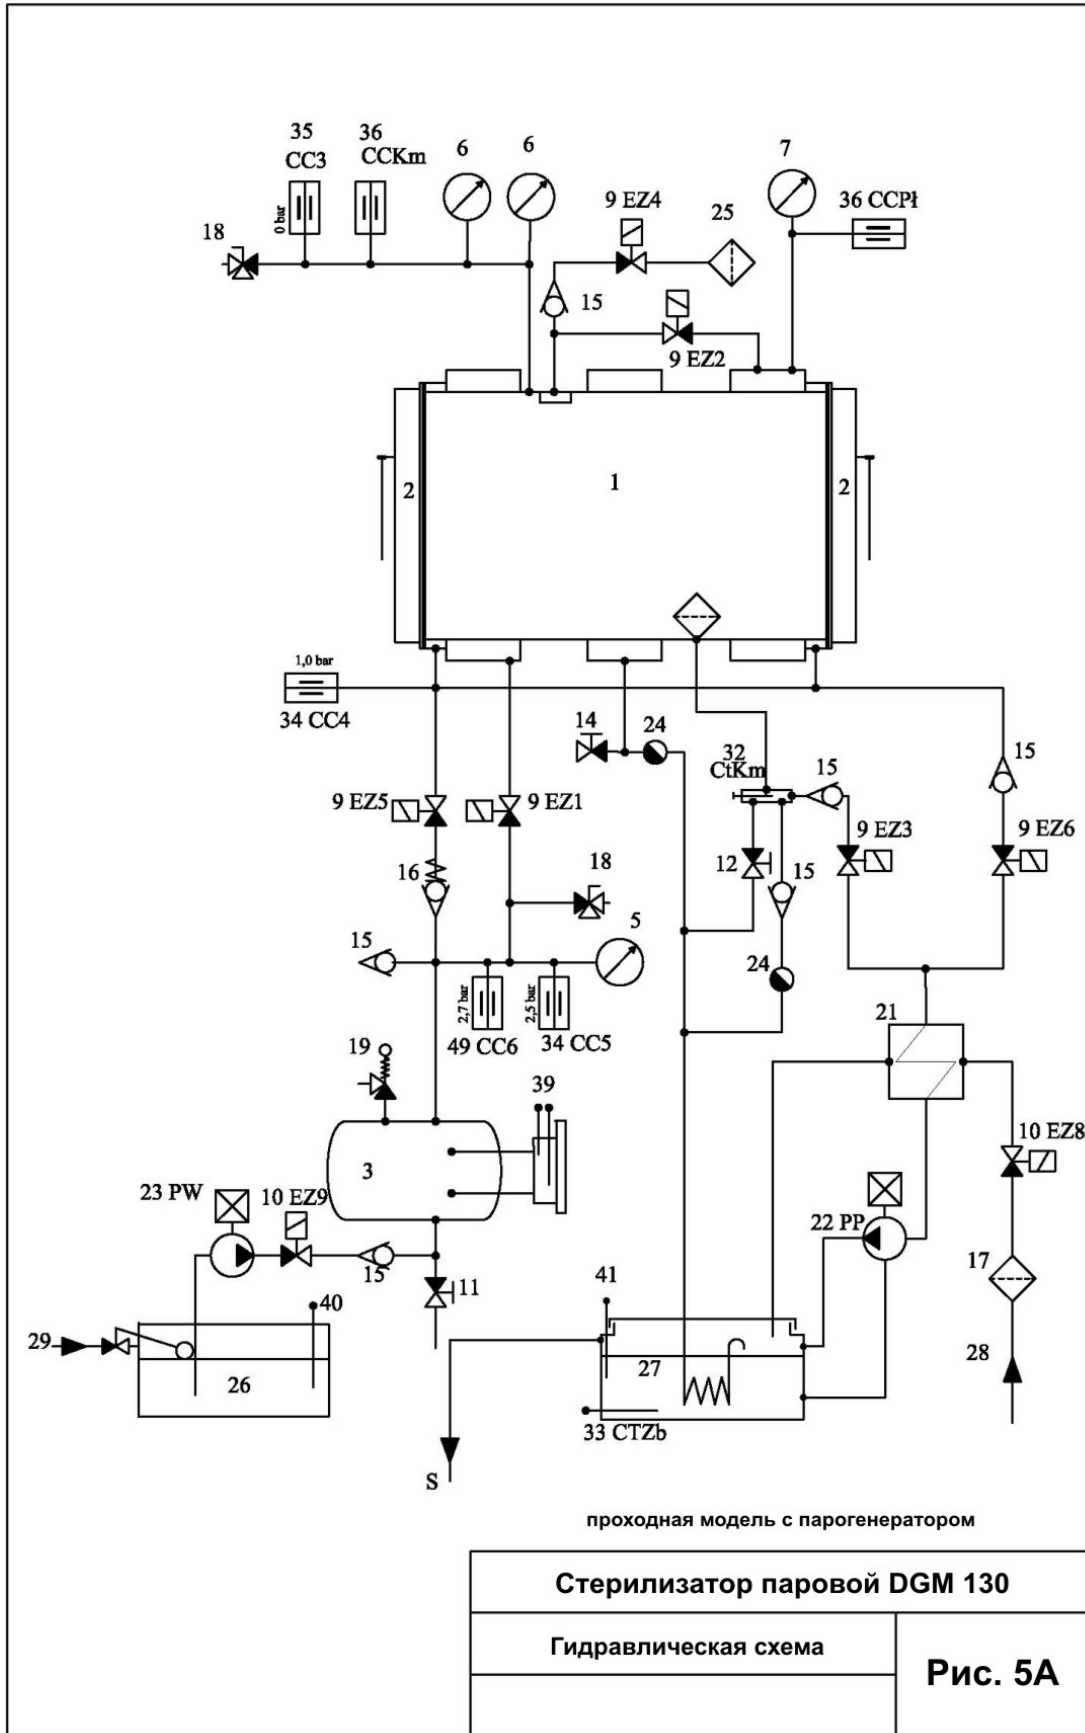 35
CC3
36
CCKm
6
6
7
0 bar
18
9 EZ4
25
36 CCPł
15
9 EZ2
2
1
2
1,0 bar
34 CC4
14
24
32
CtKm
15
15
9 EZ5
9 EZ1
9 EZ3
9 EZ6
16
12
15
18
15
5
24
2,7 bar
2,5 bar
49 CC6
34 CC5
21
19
39
10 EZ8
3
23 PW
10 EZ9
22 PP
15
11
17
40
41
29
26
27
28
33 CTZb
S
проходная модель с парогенератором
Стерилизатор паровой DGM 130
Гидравлическая схема
Рис. 5А